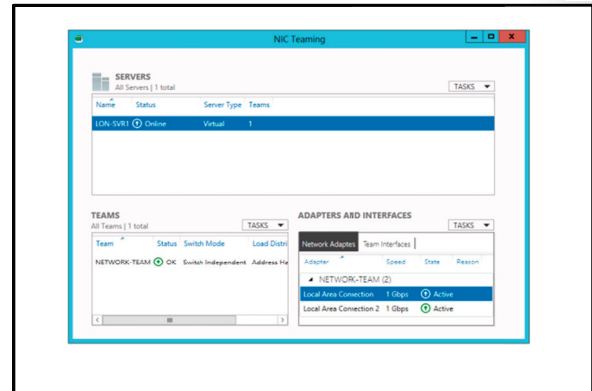 NIC Teaming
SERVERS
All Servers | 1 total
TASKS
Name Status Server Type Teams
LON-SVR1 Online Virtual 1
TEAMS
All Teams | 1 total
TASKS
Team Status Switch Mode Load Distri
NETWORK-TEAM OK Switch Independent Address Ha
ADAPTERS AND INTERFACES
TASKS
Network Adaptes Team Interfaces
Adapter Speed State Reason
NETWORK-TEAM (2)
Local Area Connection 1 Gbps Active
Local Area Connection 2 1 Gbps Active